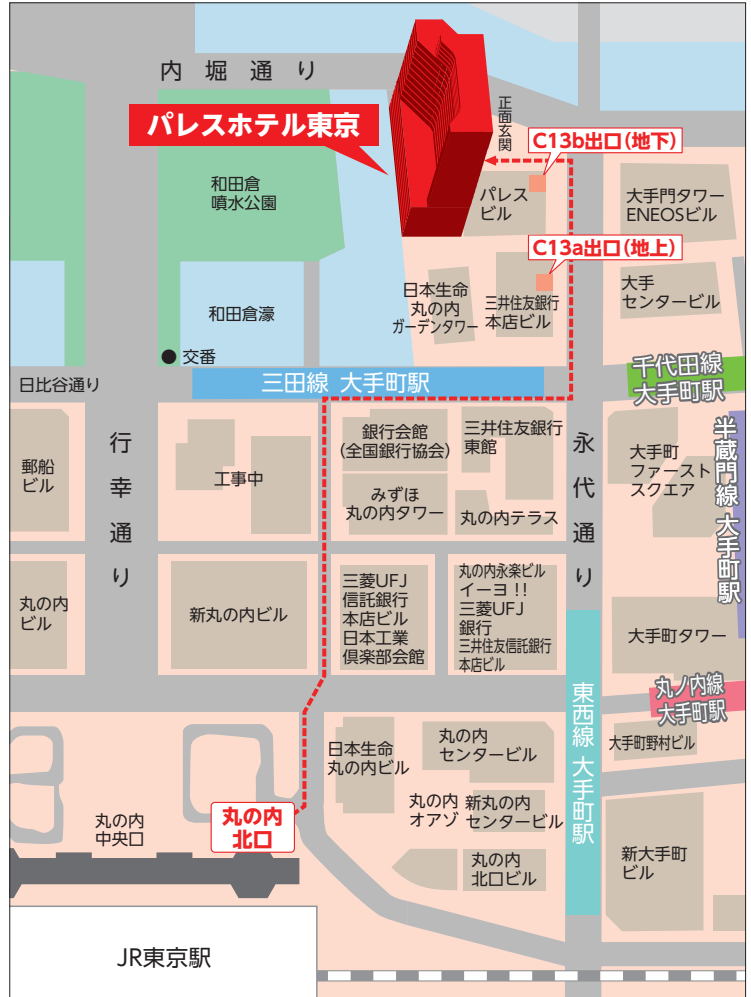 内堀通り
パレスホテル東京
正面玄関
C13b出口(地下)
和田倉
噴水公園
パレス
ビル
大手門タワー
ENEOSビル
C13a出口(地上)
大手
センタービル
日本生命
丸の内
ガーデンタワー
三井住友銀行
本店ビル
和田倉濠
交番
日比谷通り
三田線 大手町駅
千代田線
大手町駅
半蔵門線 大手町駅
郵船
ビル
行幸通り
工事中
銀行会館
(全国銀行協会)
三井住友銀行
東館
永代通り
大手町
ファースト
スクエア
みずほ
丸の内タワー
丸の内テラス
丸の内
ビル
新丸の内ビル
三菱UFJ
信託銀行
本店ビル
日本工業
倶楽部会館
丸の内永楽ビル
イーヨ!!
三菱UFJ
銀行
三井住友信託銀行
本店ビル
大手町タワー
丸ノ内線
大手町駅
東西線 大手町駅
大手町野村ビル
日本生命
丸の内ビル
丸の内
センタービル
丸の内
オアゾ
新丸の内
センタービル
丸の内
中央口
丸の内
北口
丸の内
北口ビル
新大手町
ビル
JR東京駅